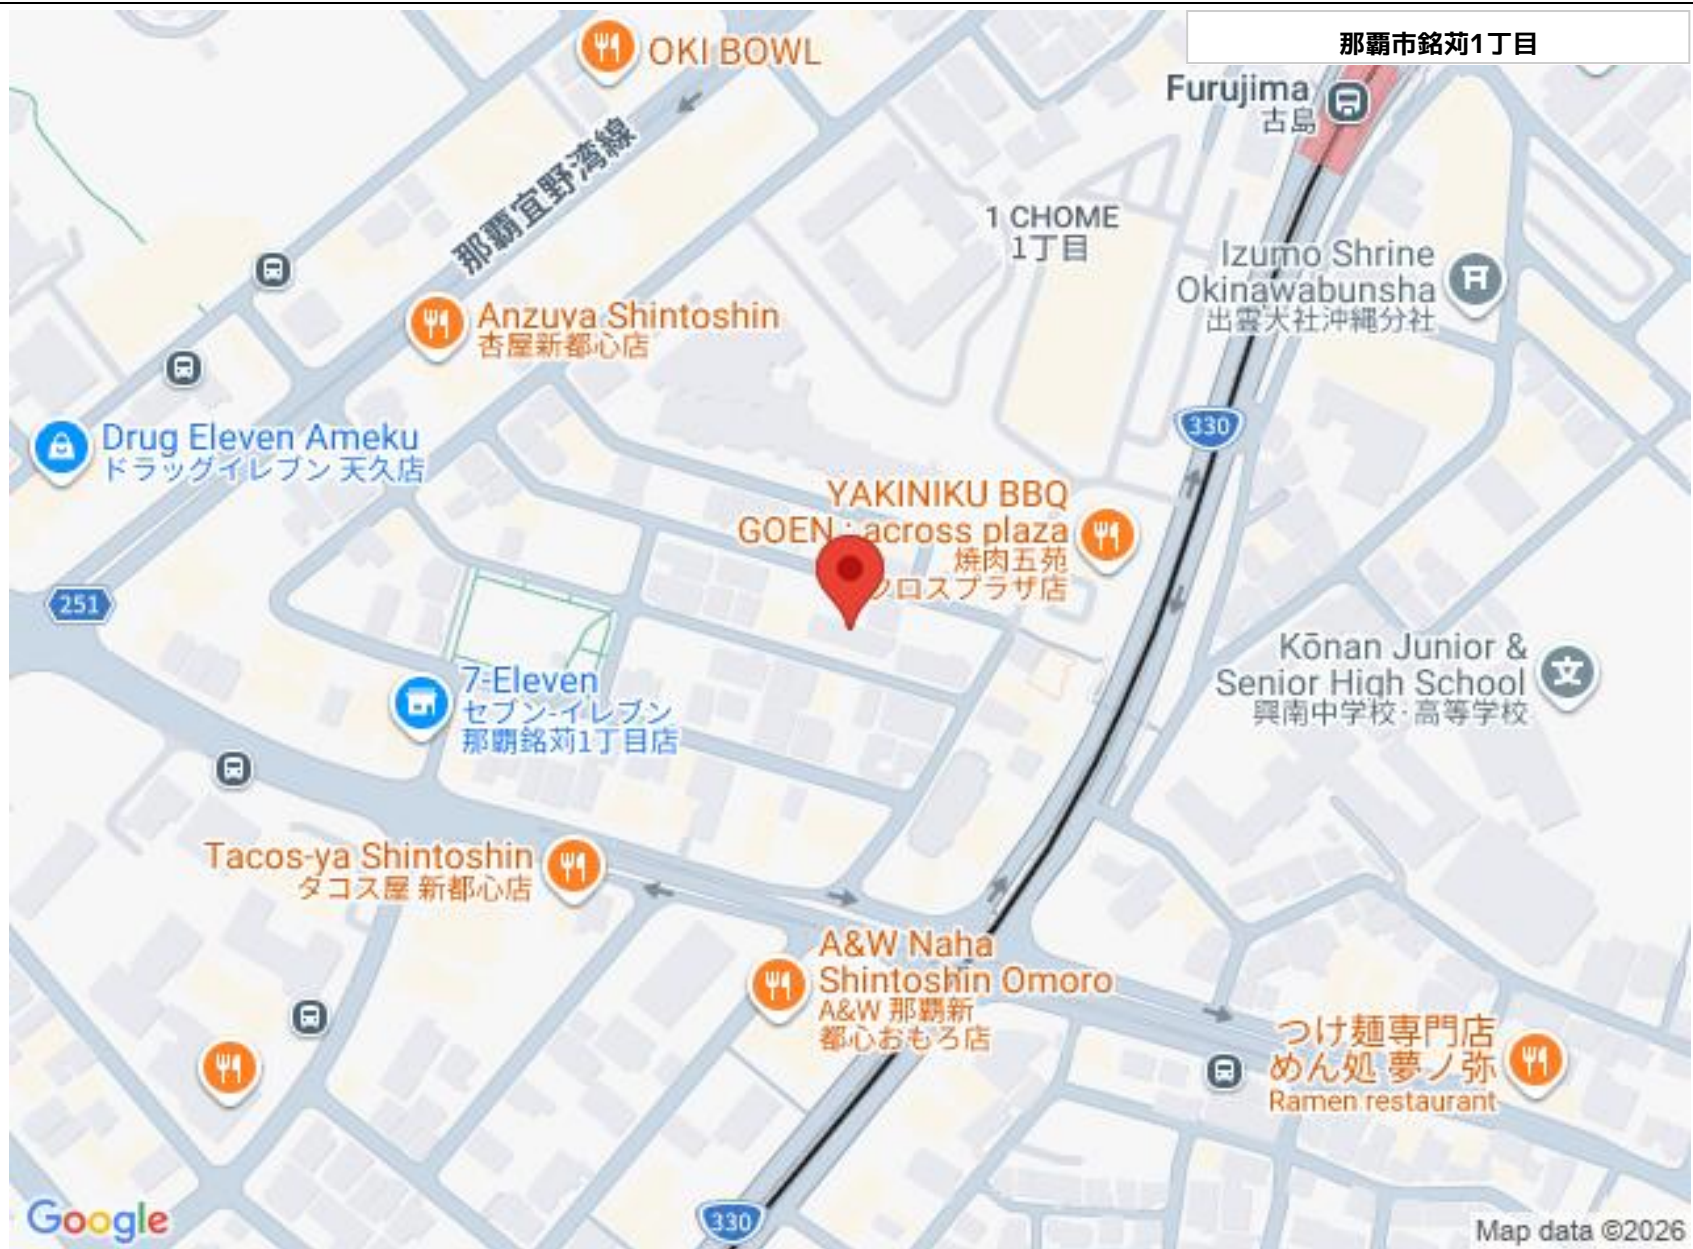 那覇市銘苅1丁目
OKI BOWL
Furujima
古島
那覇宜野湾線
1 CHOME
1丁目
Izumo Shrine
Okinawabunsha
出雲大社沖縄分社
Anzuya Shintoshin
杏屋新都心店
330
Drug Eleven Ameku
ドラッグイレブン 天久店
YAKINIKU BBQ
GOEN : across plaza
焼肉五苑
クロスプラザ店
251
Kōnan Junior &
Senior High School
興南中学校·高等学校
7-Eleven
セブン-イレブン
那覇銘苅1丁目店
Tacos-ya Shintoshin
タコス屋 新都心店
A&W Naha
Shintoshin Omoro
A&W 那覇新
都心おもろ店
つけ麺専門店
めん処 夢ノ弥
Ramen restaurant
330
Google
Map data ©2026